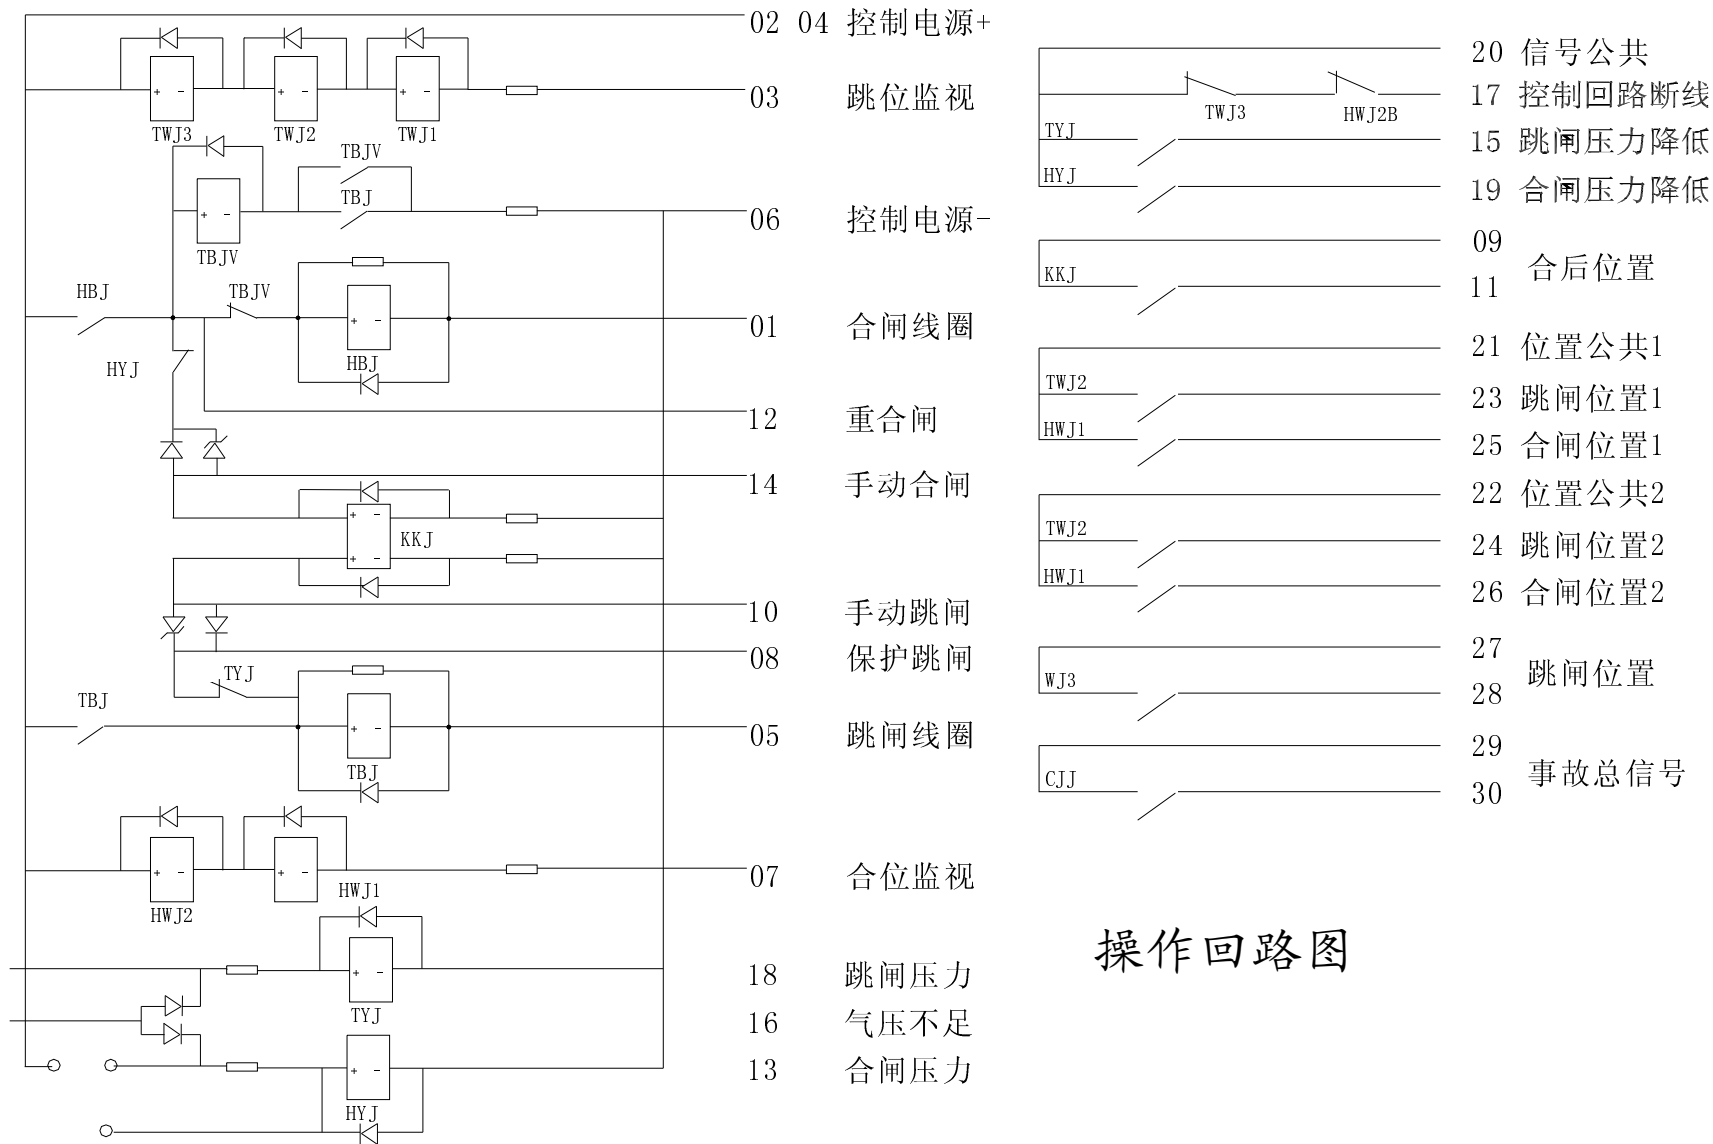 02 04 控制电源+
TWJ3 TWJ2 TWJ1
03 跳位监视
TBJV
TBJ
TBJV
06 控制电源-
HBJ
TBJV
HBJ
01 合闸线圈
HYJ
12 重合闸
14 手动合闸
KKJ
10 手动跳闸
08 保护跳闸
TYJ
TBJ
TBJ
05 跳闸线圈
HWJ2
HWJ1
07 合位监视
TYJ
18 跳闸压力
16 气压不足
13 合闸压力
HYJ
20 信号公共
TWJ3 HWJ2B
17 控制回路断线
TYJ
15 跳闸压力降低
HYJ
19 合闸压力降低
09
KKJ
合后位置
11
21 位置公共1
TWJ2
23 跳闸位置1
HWJ1
25 合闸位置1
22 位置公共2
TWJ2
24 跳闸位置2
HWJ1
26 合闸位置2
27
WJ3
跳闸位置
28
29
CJJ
事故总信号
30
操作回路图